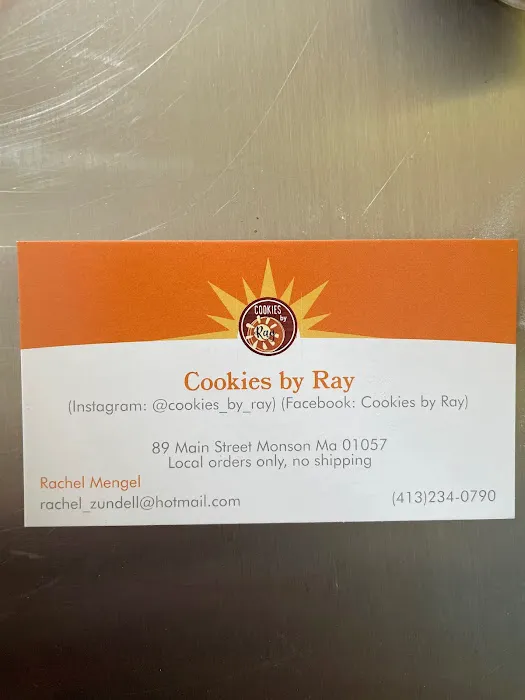 COOKIES
by
Ray
Cookies by Ray
(Instagram: @cookies_by_ray) (Facebook: Cookies by Ray)
89 Main Street Monson Ma 01057
Local orders only, no shipping
Rachel Mengel
rachel_zundell@hotmail.com
(413)234-0790